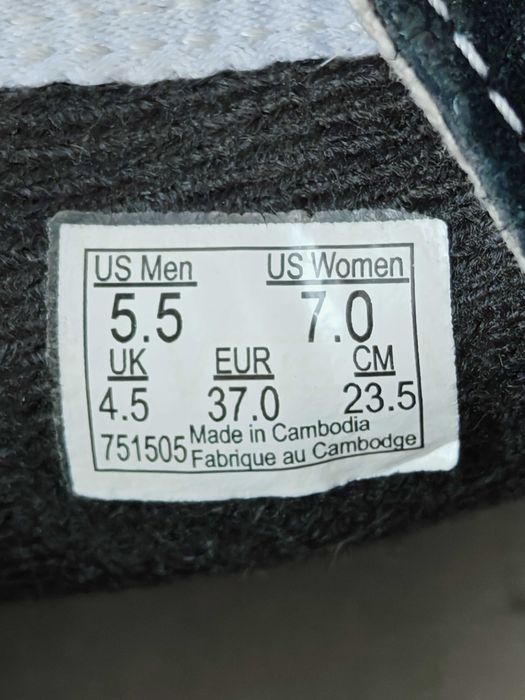 US Men US Women
5.5 7.0
UK EUR CM
4.5 37.0 23.5
751505 Made in Cambodia
Fabrique au Cambodge